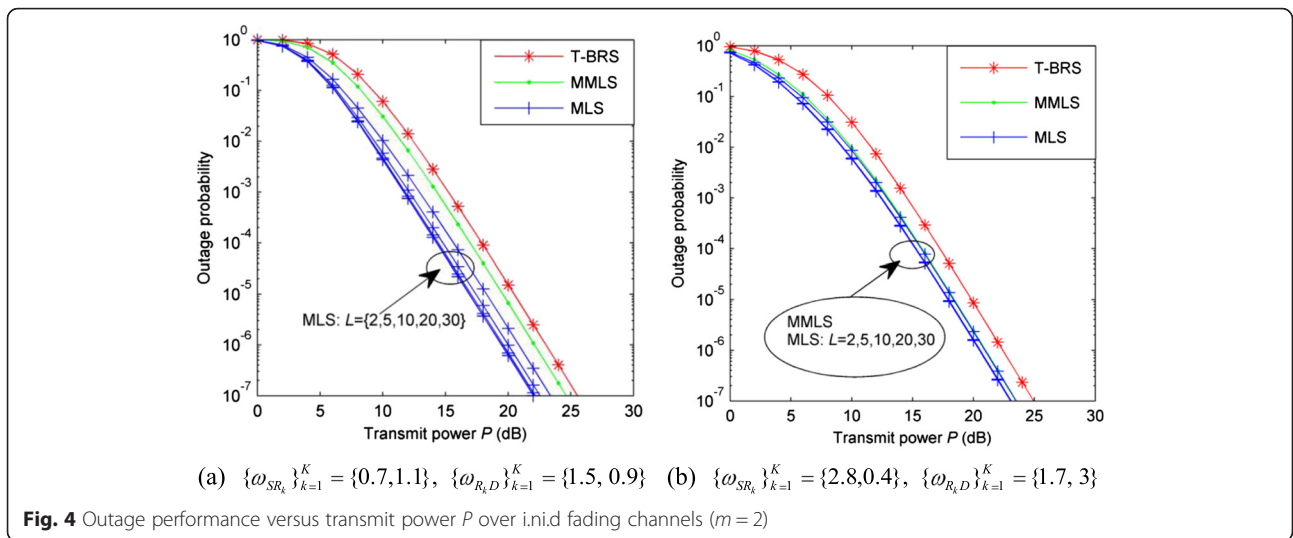 10^0
10^-1
10^-2
10^-3
10^-4
10^-5
10^-6
10^-7
Outage probability
0 5 10 15 20 25 30
Transmit power P (dB)
T-BRS
MMLS
MLS
MLS: L={2,5,10,20,30}
(a) {ω_{SR_k}}_{k=1}^{K} = {0.7,1.1}, {ω_{R_kD}}_{k=1}^{K} = {1.5, 0.9}
10^0
10^-1
10^-2
10^-3
10^-4
10^-5
10^-6
10^-7
Outage probability
0 5 10 15 20 25 30
Transmit power P (dB)
T-BRS
MMLS
MLS
MMLS
MLS: L=2,5,10,20,30
(b) {ω_{SR_k}}_{k=1}^{K} = {2.8,0.4}, {ω_{R_kD}}_{k=1}^{K} = {1.7, 3}
Fig. 4 Outage performance versus transmit power P over i.ni.d fading channels (m = 2)